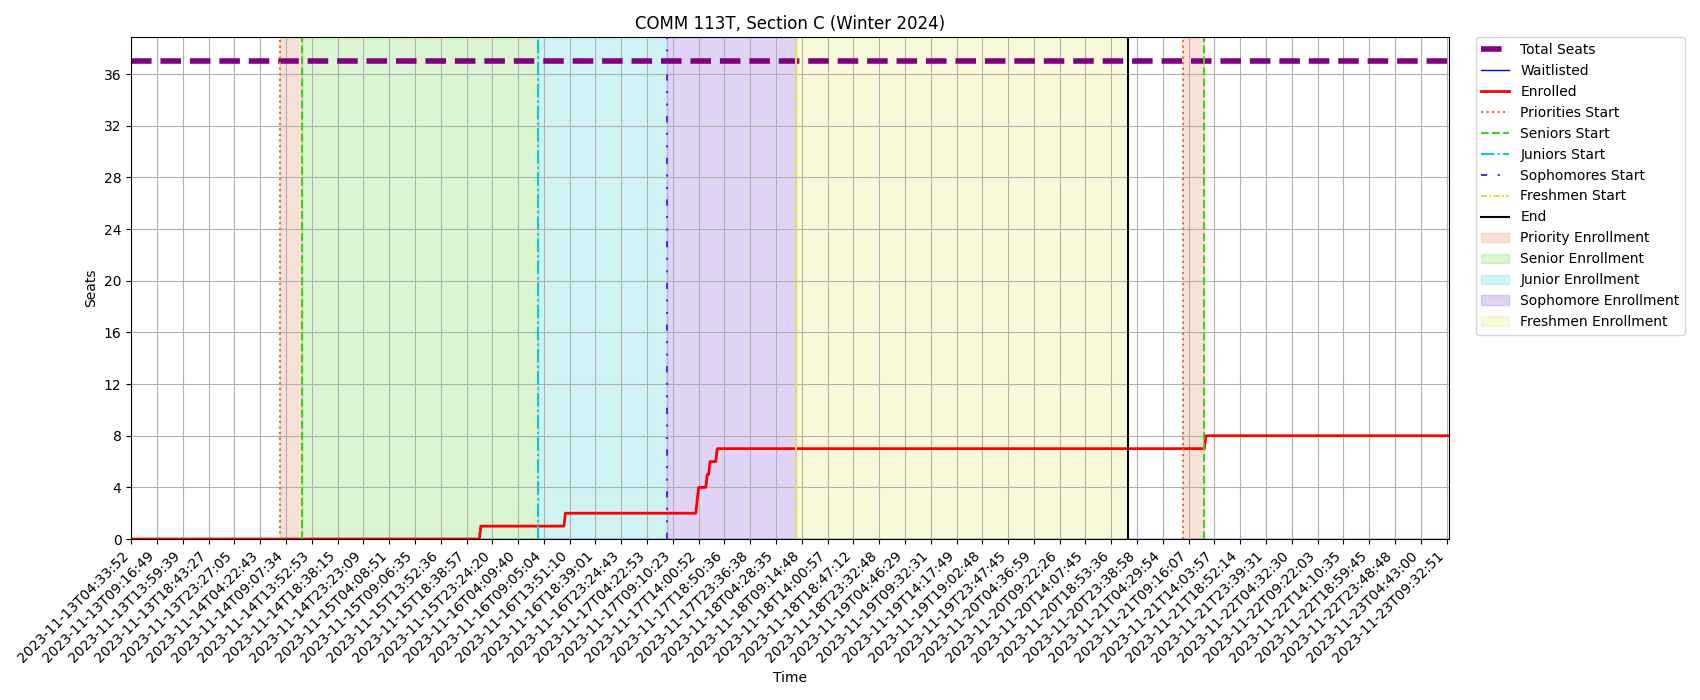 COMM 113T, Section C (Winter 2024)
Total Seats
Waitlisted
Enrolled
Priorities Start
Seniors Start
Juniors Start
Sophomores Start
Freshmen Start
End
Priority Enrollment
Senior Enrollment
Junior Enrollment
Sophomore Enrollment
Freshmen Enrollment
Seats
36
32
28
24
20
16
12
8
4
0
2023-11-13T04:33:52
2023-11-13T09:16:49
2023-11-13T13:59:39
2023-11-13T18:43:27
2023-11-13T23:27:05
2023-11-14T04:22:43
2023-11-14T09:07:34
2023-11-14T13:52:53
2023-11-14T18:38:15
2023-11-14T23:23:09
2023-11-15T04:08:51
2023-11-15T09:06:35
2023-11-15T13:52:36
2023-11-15T18:38:57
2023-11-15T23:24:20
2023-11-16T04:09:40
2023-11-16T09:05:04
2023-11-16T13:51:10
2023-11-16T18:39:01
2023-11-16T23:24:43
2023-11-17T04:22:53
2023-11-17T09:10:23
2023-11-17T14:00:52
2023-11-17T18:50:36
2023-11-17T23:36:38
2023-11-18T04:28:35
2023-11-18T09:14:48
2023-11-18T14:00:57
2023-11-18T18:47:12
2023-11-18T23:32:48
2023-11-19T04:46:29
2023-11-19T09:32:31
2023-11-19T14:17:49
2023-11-19T19:02:48
2023-11-19T23:47:45
2023-11-20T04:36:59
2023-11-20T09:22:26
2023-11-20T14:07:45
2023-11-20T18:53:36
2023-11-20T23:38:58
2023-11-21T04:29:54
2023-11-21T09:16:07
2023-11-21T14:03:57
2023-11-21T18:52:14
2023-11-21T23:39:31
2023-11-22T04:32:30
2023-11-22T09:22:03
2023-11-22T14:10:35
2023-11-22T18:59:45
2023-11-22T23:48:48
2023-11-23T04:43:00
2023-11-23T09:32:51
Time